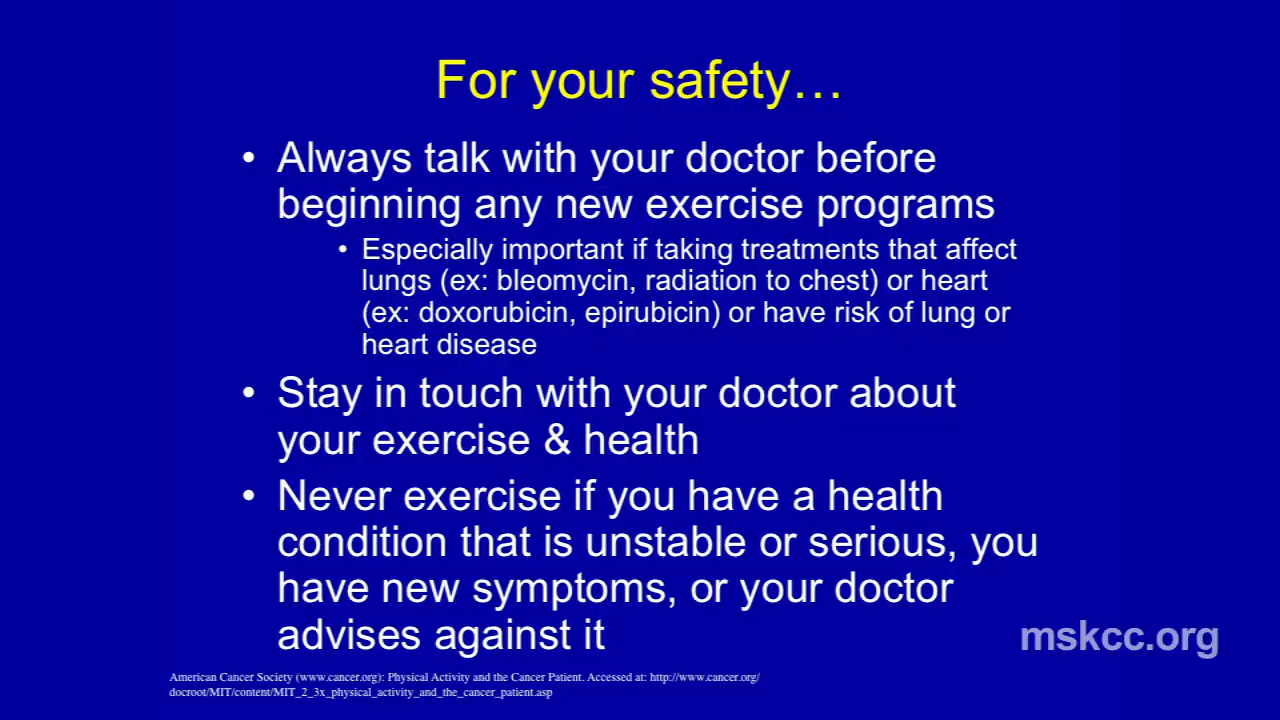 For your safety…
• Always talk with your doctor before
beginning any new exercise programs
• Especially important if taking treatments that affect
lungs (ex: bleomycin, radiation to chest) or heart
(ex: doxorubicin, epirubicin) or have risk of lung or
heart disease
• Stay in touch with your doctor about
your exercise & health
• Never exercise if you have a health
condition that is unstable or serious, you
have new symptoms, or your doctor
advises against it
mskcc.org
American Cancer Society (www.cancer.org): Physical Activity and the Cancer Patient. Accessed at: http://www.cancer.org/
docroot/MIT/content/MIT_2_3x_physical_activity_and_the_cancer_patient.asp